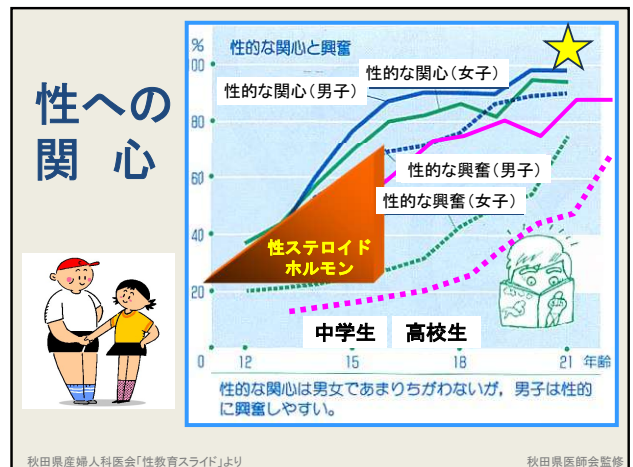 性への
関 心
% 性的な関心と興奮
性的な関心（女子）
性的な関心（男子）
性的な興奮（男子）
性的な興奮（女子）
性ステロイド
ホルモン
中学生 高校生
00
80
60
40
20
0 12 15 18 21 年齢
性的な関心は男女であまりちがわないが，男子は性的
に興奮しやすい。
秋田県産婦人科医会「性教育スライド」より
秋田県医師会監修